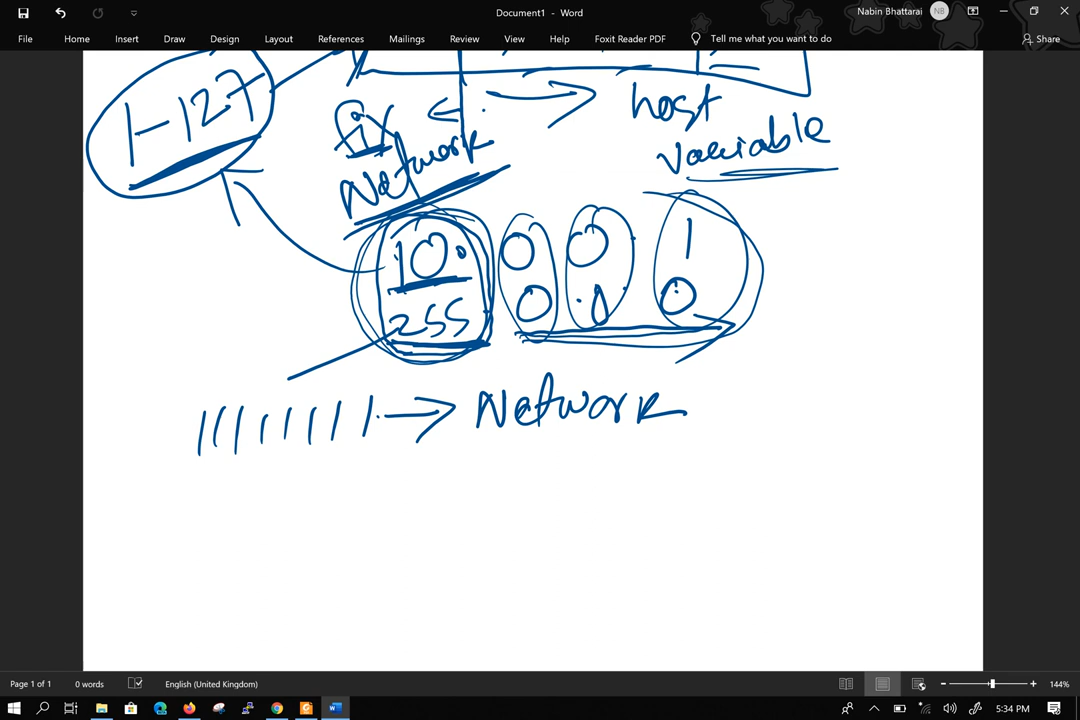 Document1 - Word
Nabin Bhattarai
NB
File Home Insert Draw Design Layout References Mailings Review View Help Foxit Reader PDF Tell me what you want to do Share
1-127
fix
host
Network
variable
10. 0 0 1
255 0 .0. 0
Network
Page 1 of 1 0 words English (United Kingdom) 144%
5:34 PM